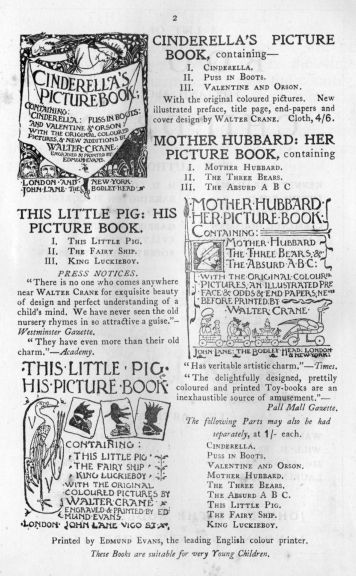 2
CINDERELLA'S
PICTURE BOOK:
CONTAINING:
CINDERELLA: PUSS IN BOOTS:
AND VALENTINE & ORSON
WITH THE ORIGINAL COLOURED
PICTURES, & NEW ADDITIONS BY
WALTER CRANE.
ENGRAVED & PRINTED BY
EDMUND EVANS
LONDON AND NEW YORK
JOHN LANE THE BODLEY HEAD
CINDERELLA'S PICTURE
BOOK, containing—
I. Cinderella.
II. Puss in Boots.
III. Valentine and Orson.
With the original coloured pictures. New
illustrated preface, title page, end-papers and
cover design by Walter Crane. Cloth, 4/6.
MOTHER HUBBARD: HER
PICTURE BOOK, containing
I. Mother Hubbard.
II. The Three Bears.
III. The Absurd A B C
THIS LITTLE PIG: HIS
PICTURE BOOK.
I. This Little Pig.
II. The Fairy Ship.
III. King Luckieboy.
PRESS NOTICES.
"There is no one who comes anywhere
near Walter Crane for exquisite beauty
of design and perfect understanding of a
child's mind. We have never seen the old
nursery rhymes in so attractive a guise."—
Westminster Gazette.
"They have even more than their old
charm."—Academy.
MOTHER HUBBARD
HER PICTURE BOOK:
CONTAINING:
MOTHER HUBBARD
THE THREE BEARS, &
THE ABSURD A B C:
WITH THE ORIGINAL COLOUR
PICTURES, AN ILLUSTRATED PRE
FACE & ODDS & END PAPERS, NEVER
BEFORE PRINTED BY
WALTER CRANE
JOHN LANE: THE BODLEY HEAD: LONDON
& NEW YORK:
"Has veritable artistic charm."—Times.
"The delightfully designed, prettily
coloured and printed Toy-books are an
inexhaustible source of amusement."—
Pall Mall Gazette.
The following Parts may also be had
separately, at 1/- each.
Cinderella.
Puss in Boots.
Valentine and Orson.
Mother Hubbard.
The Three Bears.
The Absurd A B C.
This Little Pig.
The Fairy Ship.
King Luckieboy.
THIS LITTLE PIG
HIS PICTURE BOOK
CONTAINING:
THIS LITTLE PIG
THE FAIRY SHIP
KING LUCKIEBOY
WITH THE ORIGINAL
COLOURED PICTURES BY
WALTER CRANE
ENGRAVED & PRINTED BY ED
MUND EVANS
LONDON: JOHN LANE VIGO ST
Printed by Edmund Evans, the leading English colour printer.
These Books are suitable for very Young Children.